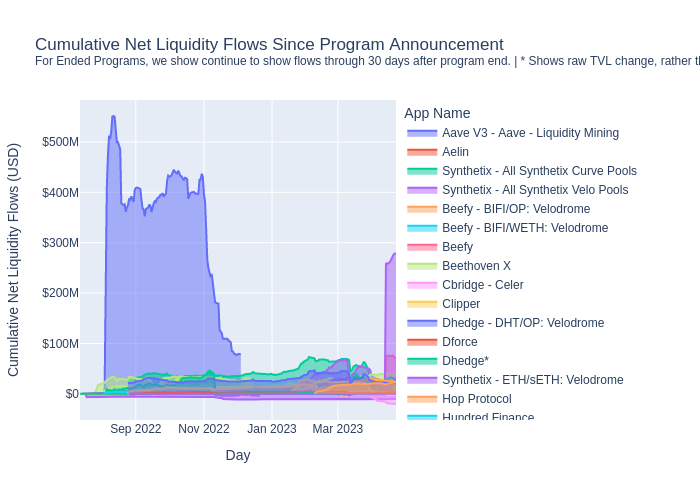 Cumulative Net Liquidity Flows Since Program Announcement
For Ended Programs, we show continue to show flows through 30 days after program end. | * Shows raw TVL change, rather
Cumulative Net Liquidity Flows (USD)
$500M
$400M
$300M
$200M
$100M
$0
Sep 2022
Nov 2022
Jan 2023
Mar 2023
Day
App Name
Aave V3 - Aave - Liquidity Mining
Aelin
Synthetix - All Synthetix Curve Pools
Synthetix - All Synthetix Velo Pools
Beefy - BIFI/OP: Velodrome
Beefy - BIFI/WETH: Velodrome
Beefy
Beethoven X
Cbridge - Celer
Clipper
Dhedge - DHT/OP: Velodrome
Dforce
Dhedge*
Synthetix - ETH/sETH: Velodrome
Hop Protocol
Hundred Finance